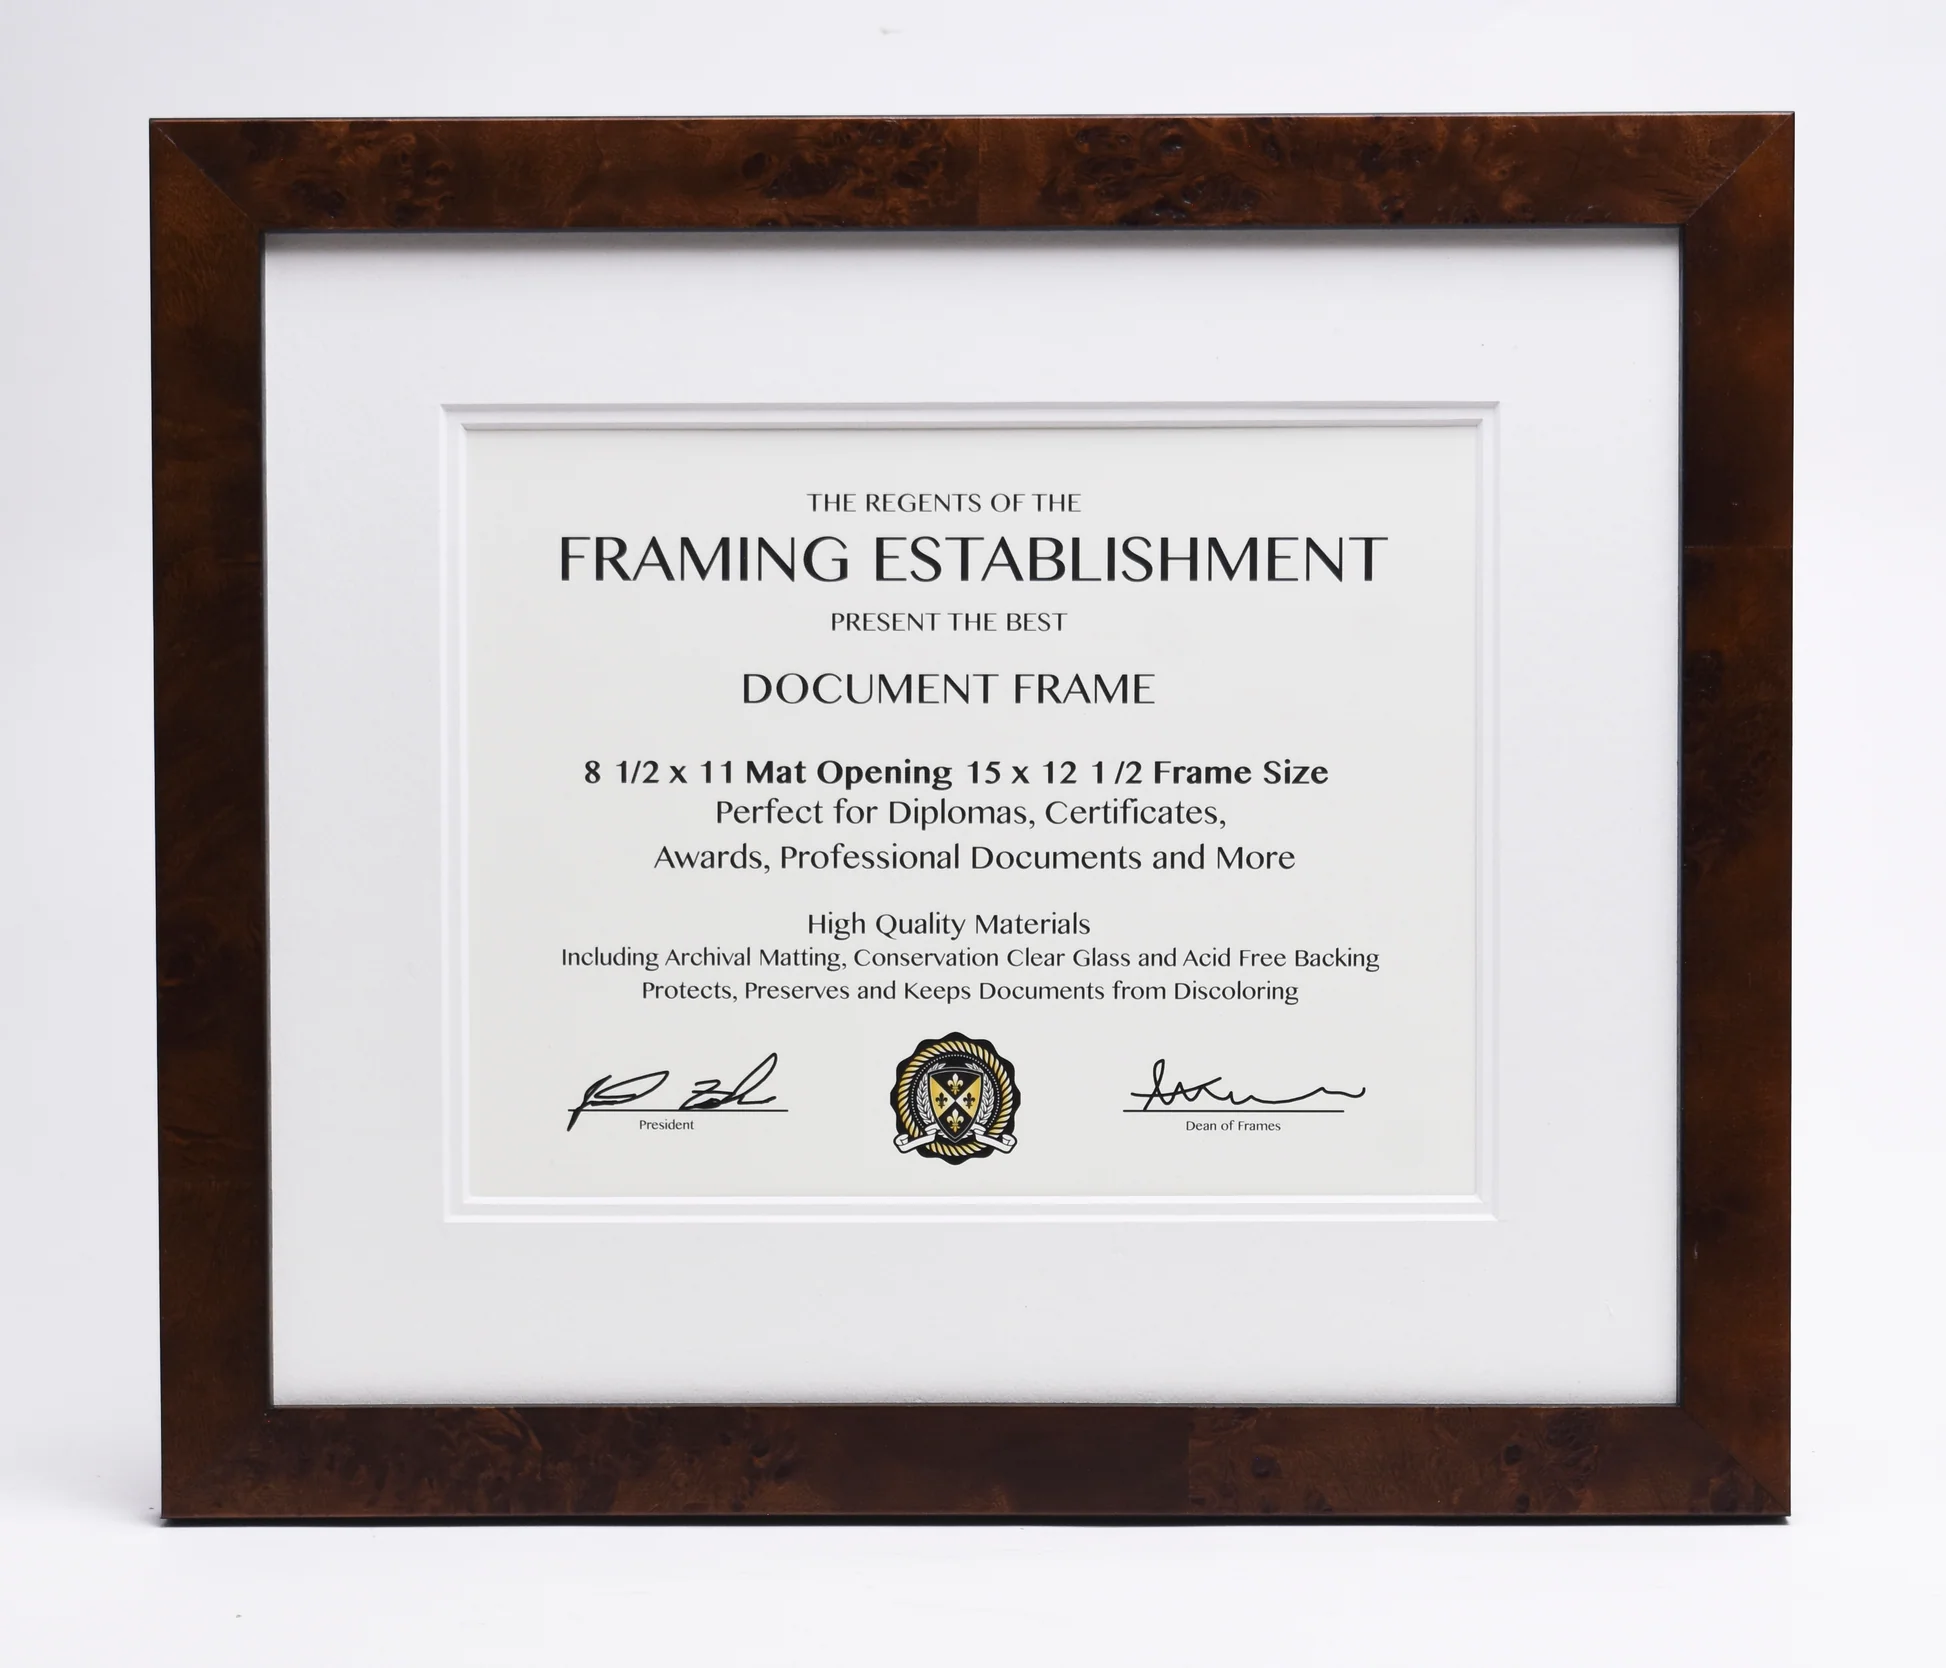 THE REGENTS OF THE
FRAMING ESTABLISHMENT
PRESENT THE BEST
DOCUMENT FRAME
8 1/2 x 11 Mat Opening 15 x 12 1/2 Frame Size
Perfect for Diplomas, Certificates,
Awards, Professional Documents and More
High Quality Materials
Including Archival Matting, Conservation Clear Glass and Acid Free Backing
Protects, Preserves and Keeps Documents from Discoloring
President
Dean of Frames